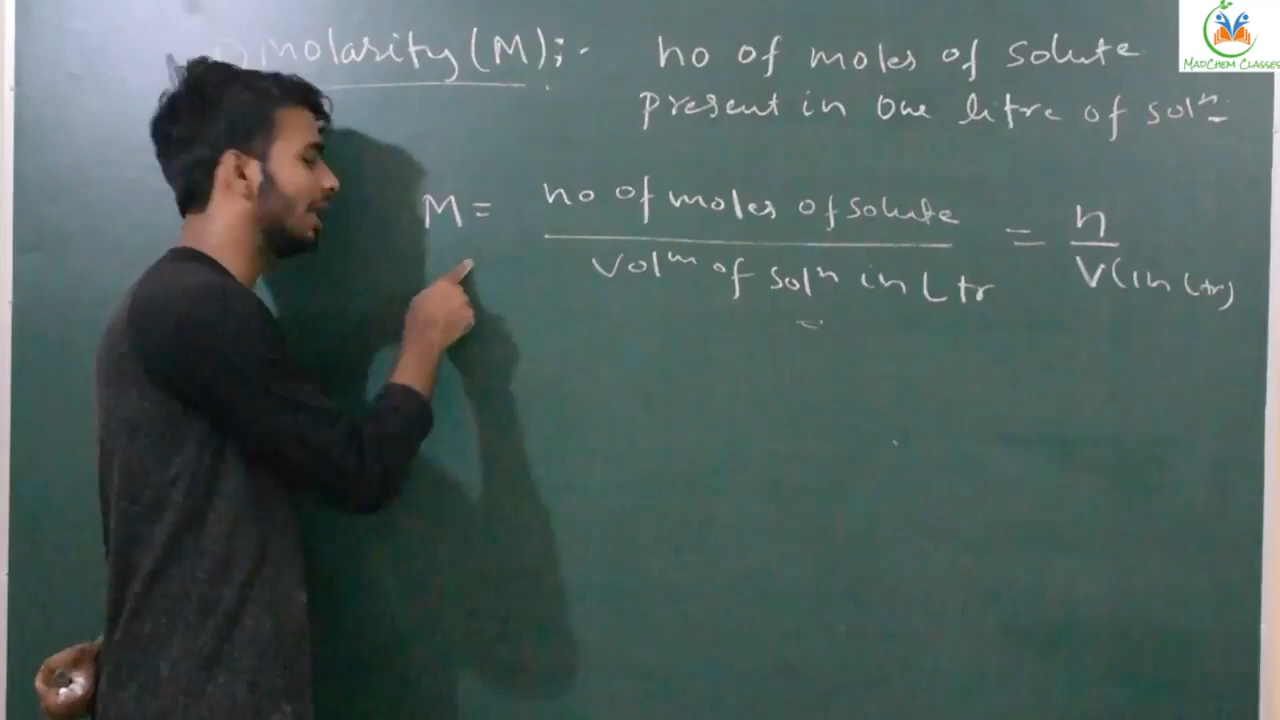 molarity (M);- no of moles of solute
present in one litre of solⁿ
M = no of moles of solute = n
volᵐ of solⁿ in Ltr V(in Ltr)
MadChem Classes